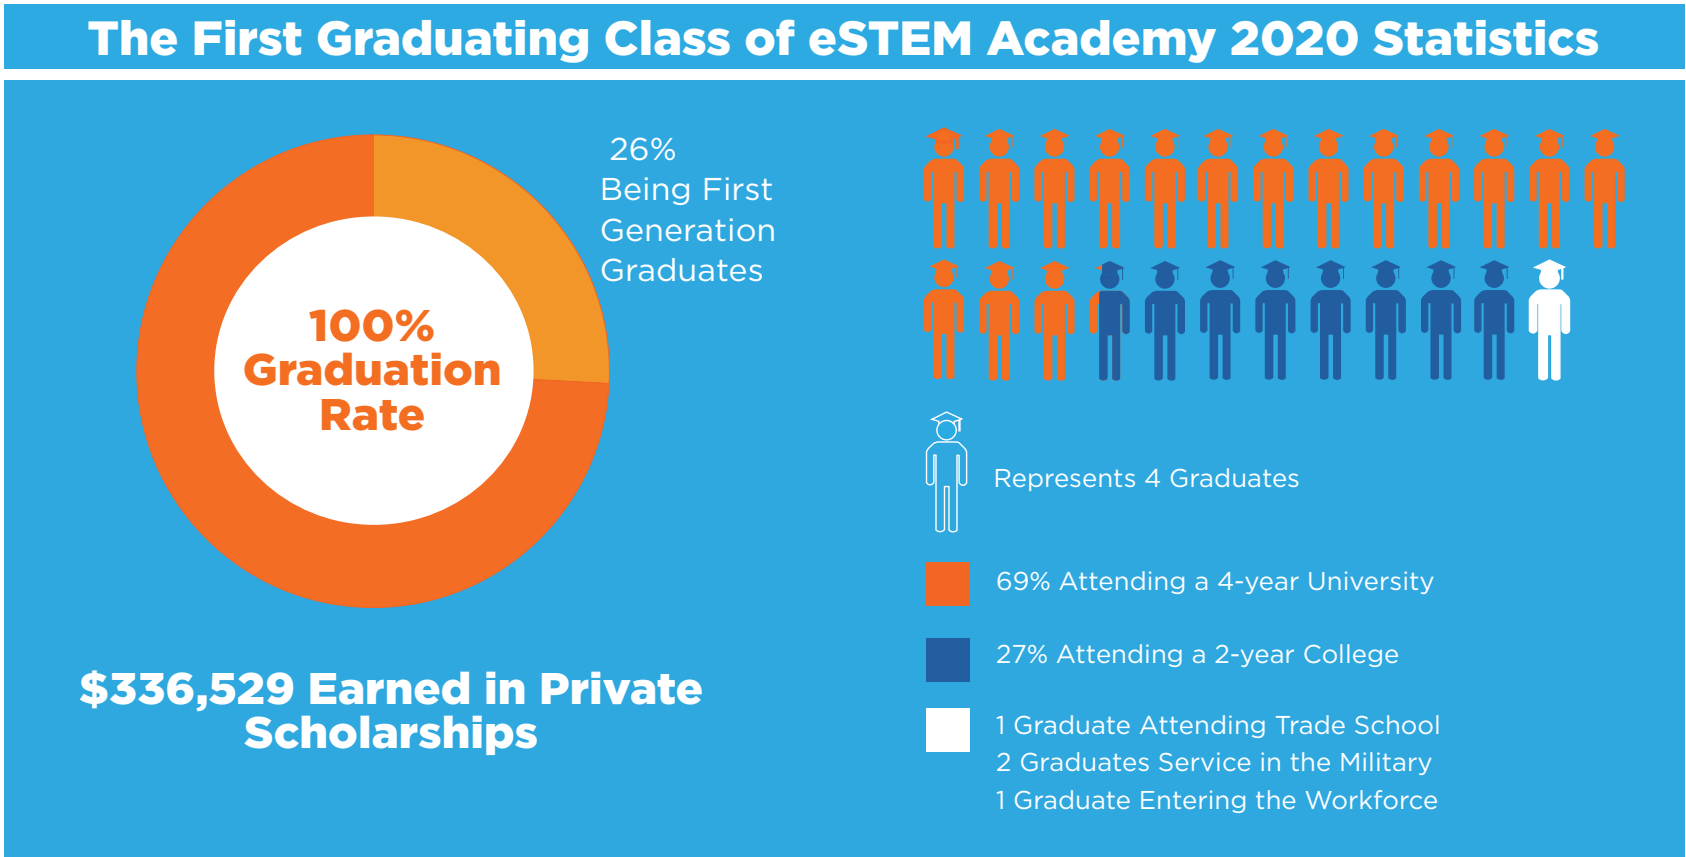 The First Graduating Class of eSTEM Academy 2020 Statistics
26%
Being First
Generation
Graduates
100%
Graduation
Rate
$336,529 Earned in Private
Scholarships
Represents 4 Graduates
69% Attending a 4-year University
27% Attending a 2-year College
1 Graduate Attending Trade School
2 Graduates Service in the Military
1 Graduate Entering the Workforce